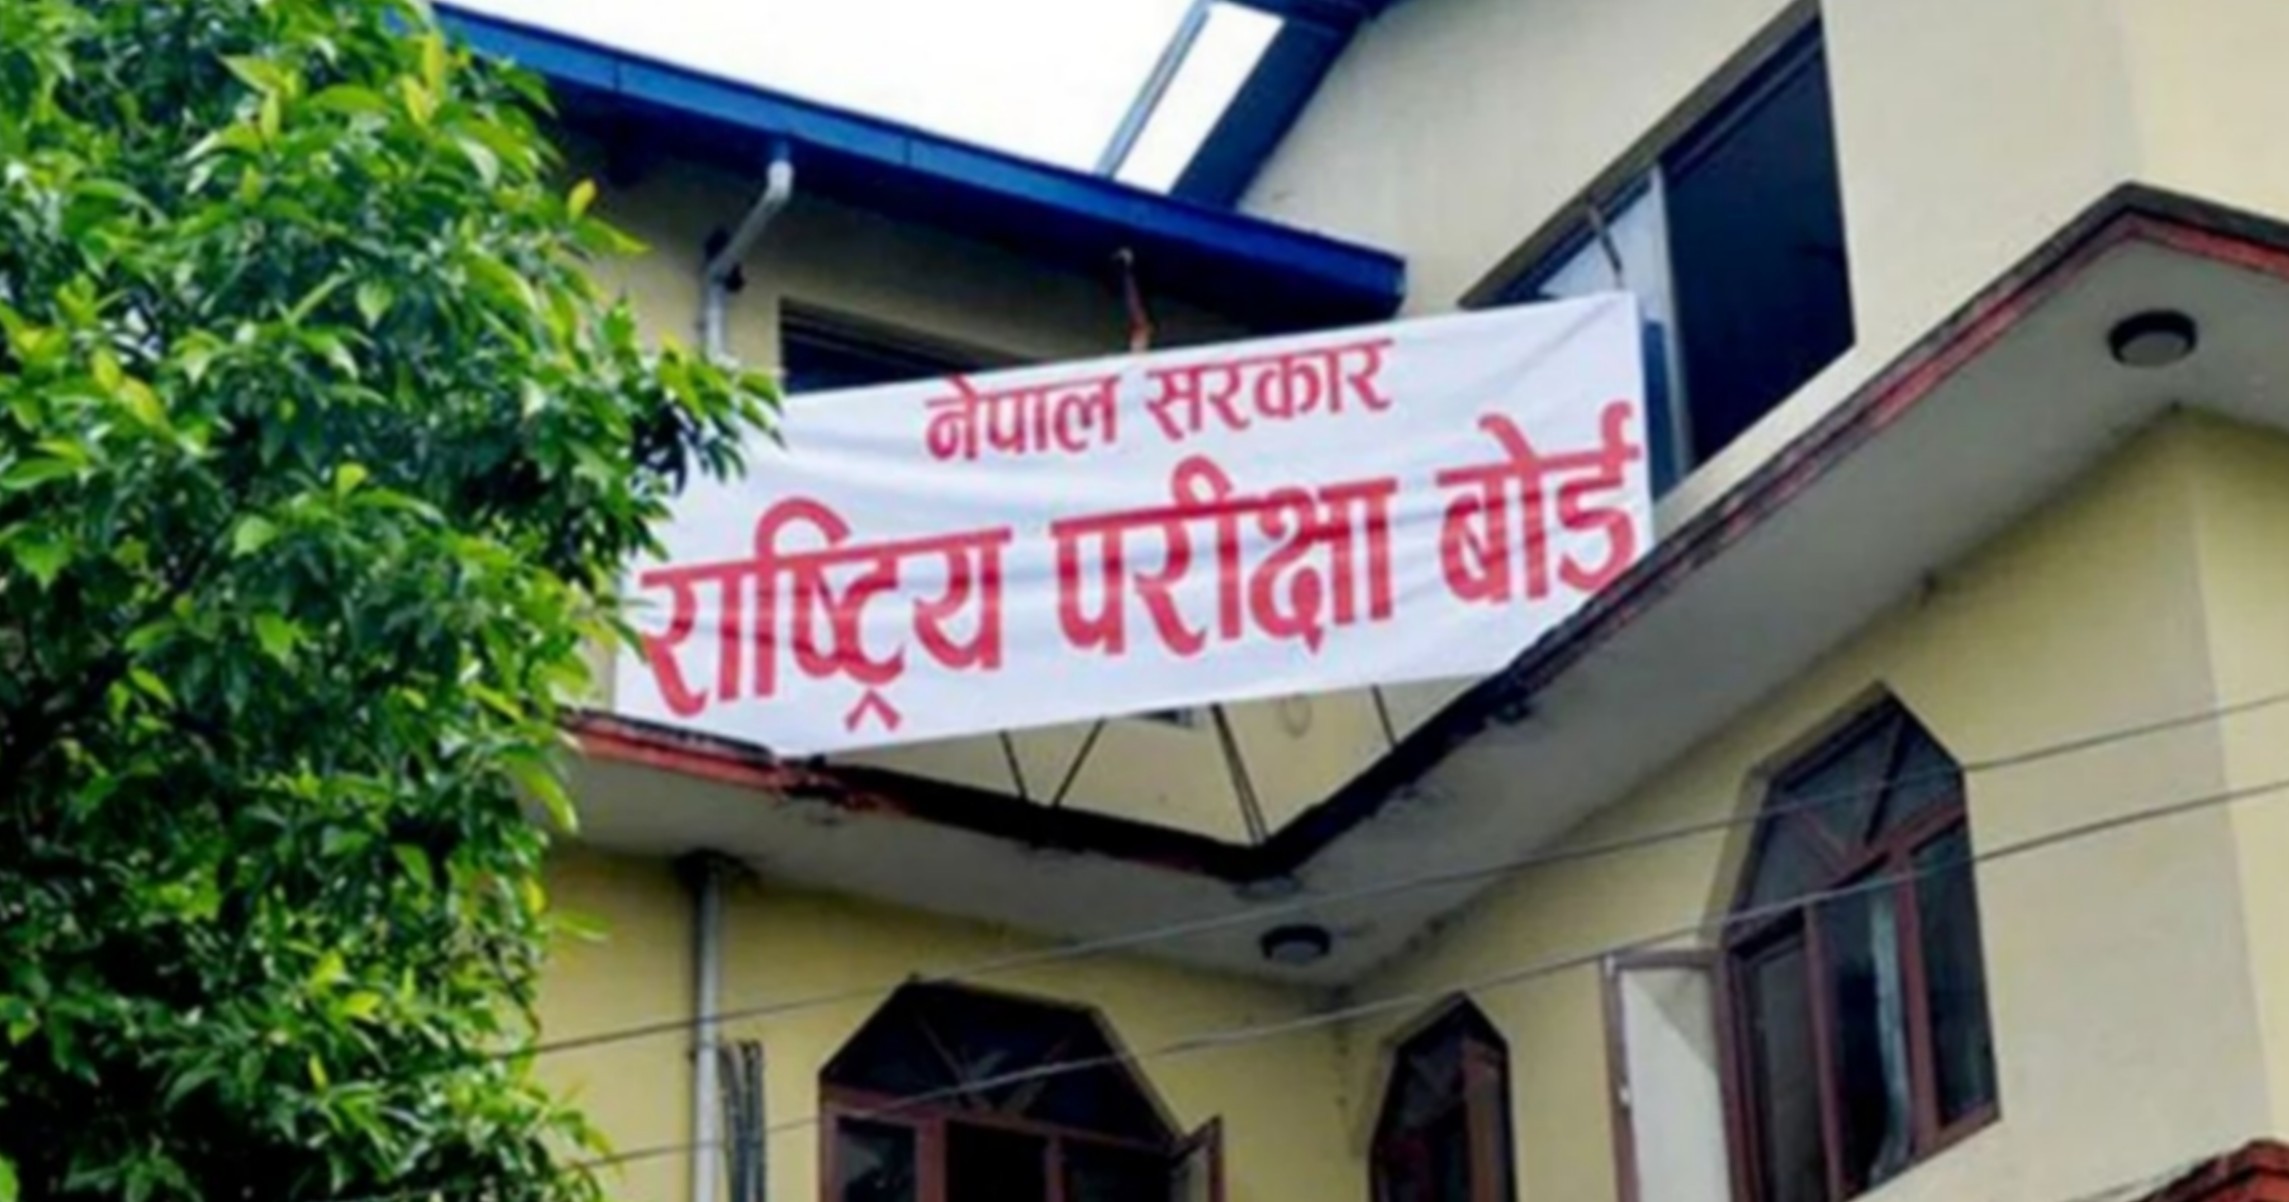 नेपाल सरकार
राष्ट्रिय परीक्षा बोर्ड